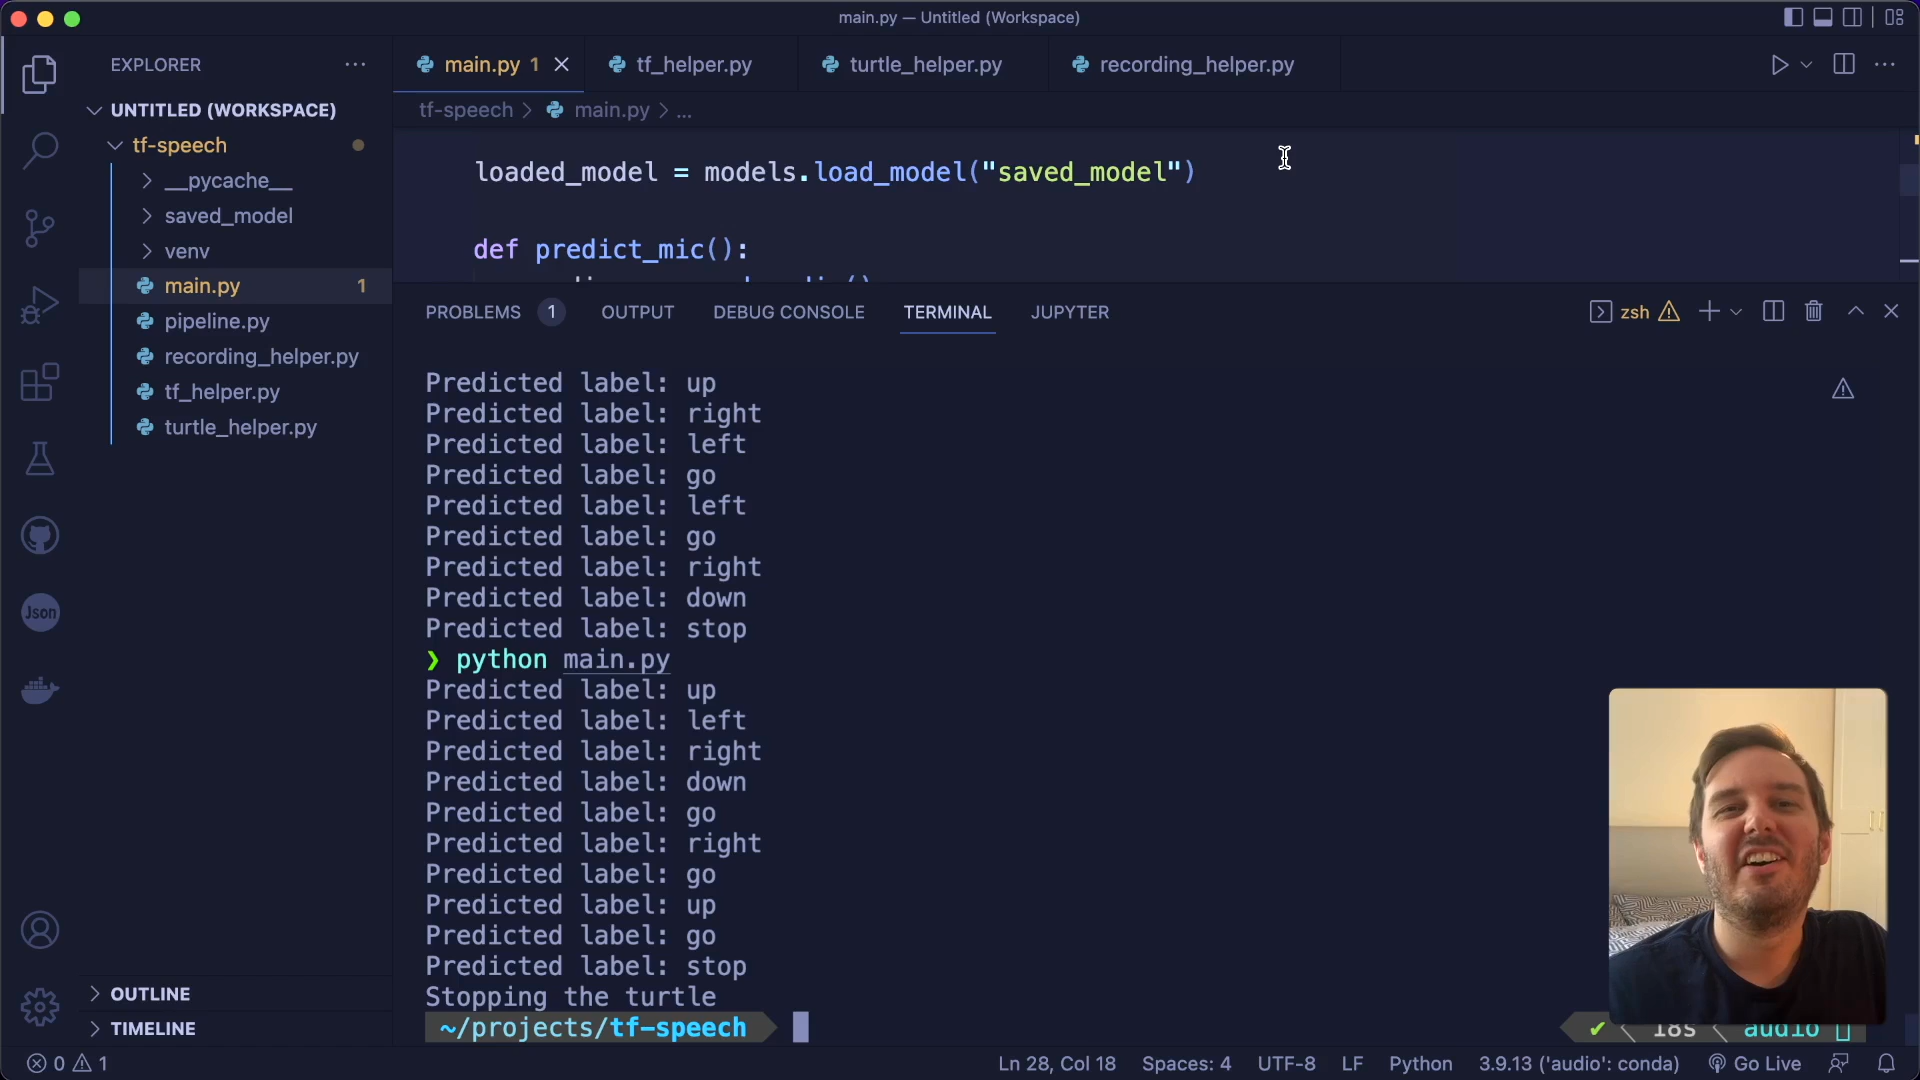 main.py — Untitled (Workspace)
EXPLORER
UNTITLED (WORKSPACE)
tf-speech
__pycache__
saved_model
venv
main.py 1
pipeline.py
recording_helper.py
tf_helper.py
turtle_helper.py
OUTLINE
TIMELINE
Json
main.py 1
tf_helper.py
turtle_helper.py
recording_helper.py
tf-speech > main.py > ...
loaded_model = models.load_model("saved_model")
def predict_mic():
PROBLEMS 1 OUTPUT DEBUG CONSOLE TERMINAL JUPYTER
zsh
Predicted label: up
Predicted label: right
Predicted label: left
Predicted label: go
Predicted label: left
Predicted label: go
Predicted label: right
Predicted label: down
Predicted label: stop
❯ python main.py
Predicted label: up
Predicted label: left
Predicted label: right
Predicted label: down
Predicted label: go
Predicted label: right
Predicted label: go
Predicted label: up
Predicted label: go
Predicted label: stop
Stopping the turtle
~/projects/tf-speech
✔ < 18s < audio
0 1
Ln 28, Col 18 Spaces: 4 UTF-8 LF Python 3.9.13 ('audio': conda) Go Live